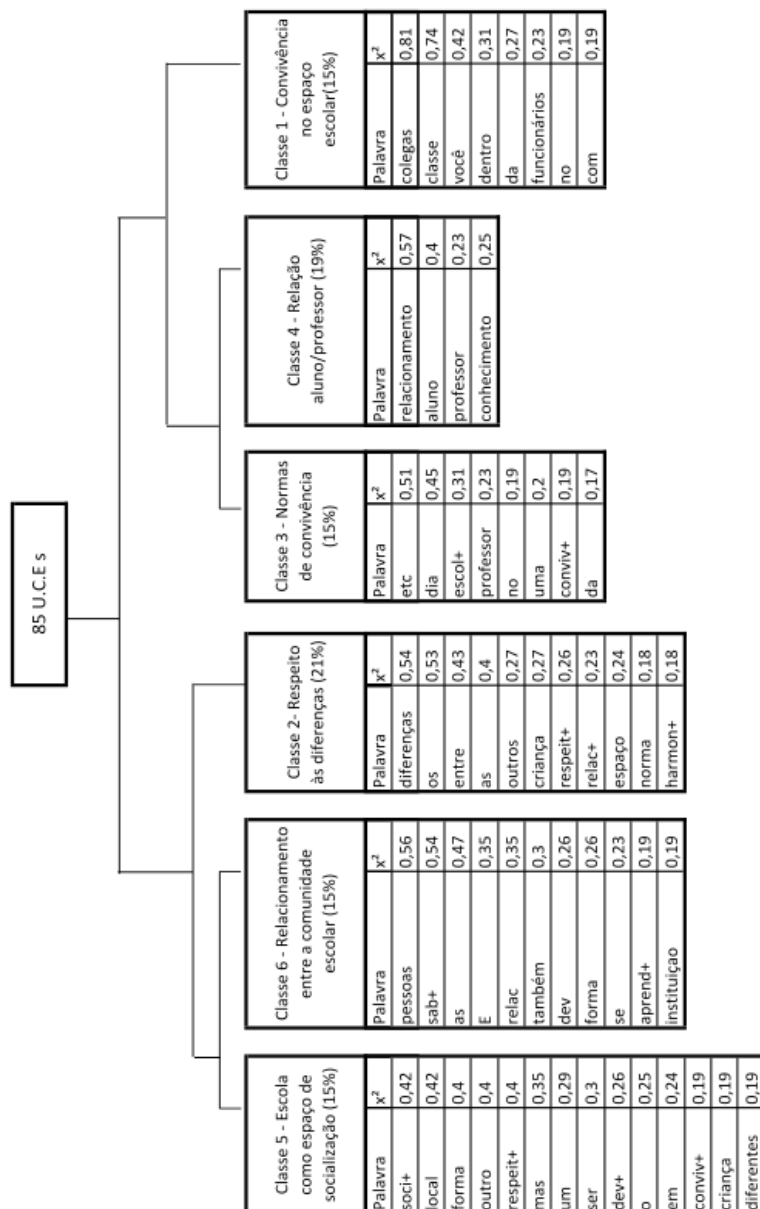 85 U.C.E s
Classe 5 - Escola
como espaço de
socialização (15%)
Palavra x²
soci+ 0,42
local 0,42
forma 0,4
outro 0,4
respeit+ 0,4
mas 0,35
um 0,29
ser 0,3
dev+ 0,26
o 0,25
em 0,24
conviv+ 0,19
criança 0,19
diferentes 0,19
Classe 6 - Relacionamento
entre a comunidade
escolar (15%)
Palavra x²
pessoas 0,56
sab+ 0,54
as 0,47
E 0,35
relac 0,35
também 0,3
dev 0,26
forma 0,26
se 0,23
aprend+ 0,19
instituiçao 0,19
Classe 2- Respeito
às diferenças (21%)
Palavra x²
diferenças 0,54
os 0,53
entre 0,43
as 0,4
outros 0,27
criança 0,27
respeit+ 0,26
relac+ 0,23
espaço 0,24
norma 0,18
harmon+ 0,18
Classe 3 - Normas
de convivência
(15%)
Palavra x²
etc 0,51
dia 0,45
escol+ 0,31
professor 0,23
no 0,19
uma 0,2
conviv+ 0,19
da 0,17
Classe 4 - Relação
aluno/professor (19%)
Palavra x²
relacionamento 0,57
aluno 0,4
professor 0,23
conhecimento 0,25
Classe 1 - Convivência
no espaço
escolar(15%)
Palavra x²
colegas 0,81
classe 0,74
você 0,42
dentro 0,31
da 0,27
funcionários 0,23
no 0,19
com 0,19